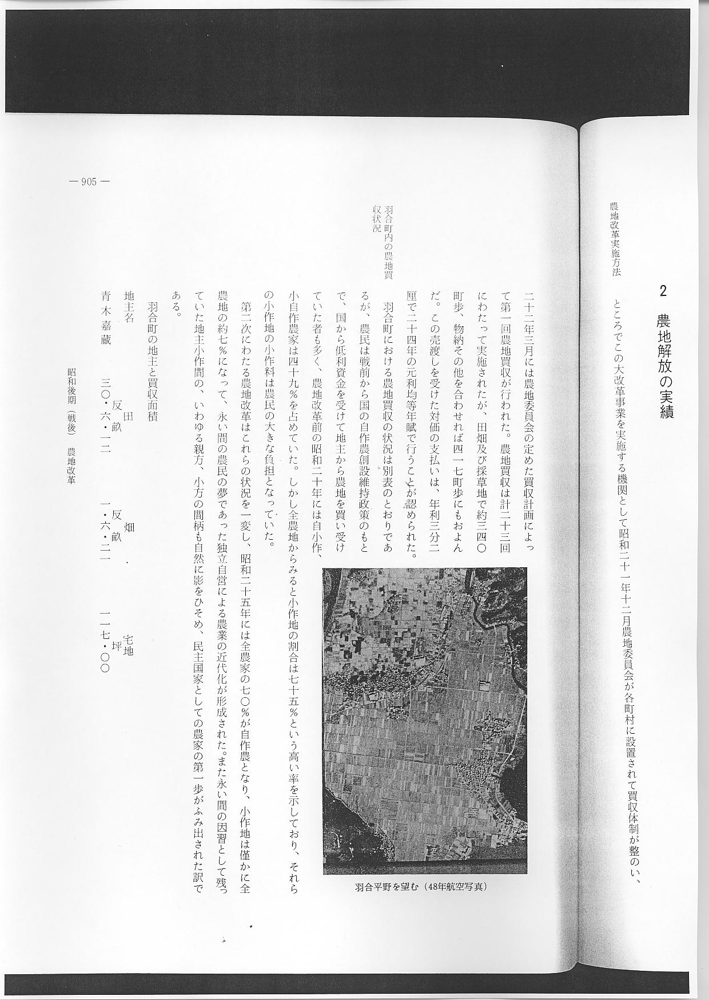 2 農地解放の実績
農地改革実施方法
ところでこの大改革事業を実施する機関として昭和二十一年十二月農地委員会が各町村に設置されて買収体制が整のい、
二十二年三月には農地委員会の定めた買収計画によっ
て第一回農地買収が行われた。農地買収は計二十三回
にわたって実施されたが、田畑及び採草地で約三四〇
町歩、物納その他を合わせれば四一七町歩にもおよん
だ。この売渡しを受けた対価の支払いは、年利三分二
厘で二十四年の元利均等年賦で行うことが認められた。
羽合町内の農地買
収状況
羽合町における農地買収の状況は別表のとおりであ
るが、農民は戦前から国の自作農創設維持政策のもと
で、国から低利資金を受けて地主から農地を買い受け
ていた者も多く、農地改革前の昭和二十年には自小作、
小自作農家は四十九%を占めていた。しかし全農地からみると小作地の割合は七十五%という高い率を示しており、それら
の小作地の小作料は農民の大きな負担となっていた。
第二次にわたる農地改革はこれらの状況を一変し、昭和二十五年には全農家の七〇%が自作農となり、小作地は僅かに全
農地の約七%になって、永い間の農民の夢であった独立自営による農業の近代化が形成された。また永い間の因習として残っ
ていた地主小作間の、いわゆる親方、小方の間柄も自然に影をひそめ、民主国家としての農家の第一歩がふみ出された訳で
ある。
羽合平野を望む（48年航空写真）
羽合町の地主と買収面積
地主名 田 畑 宅地
反 畝 反 畝 坪
青木嘉蔵 三〇・六・一二 一・六・二一 一一七・〇〇
昭和後期（戦後） 農地改革
— 905 —